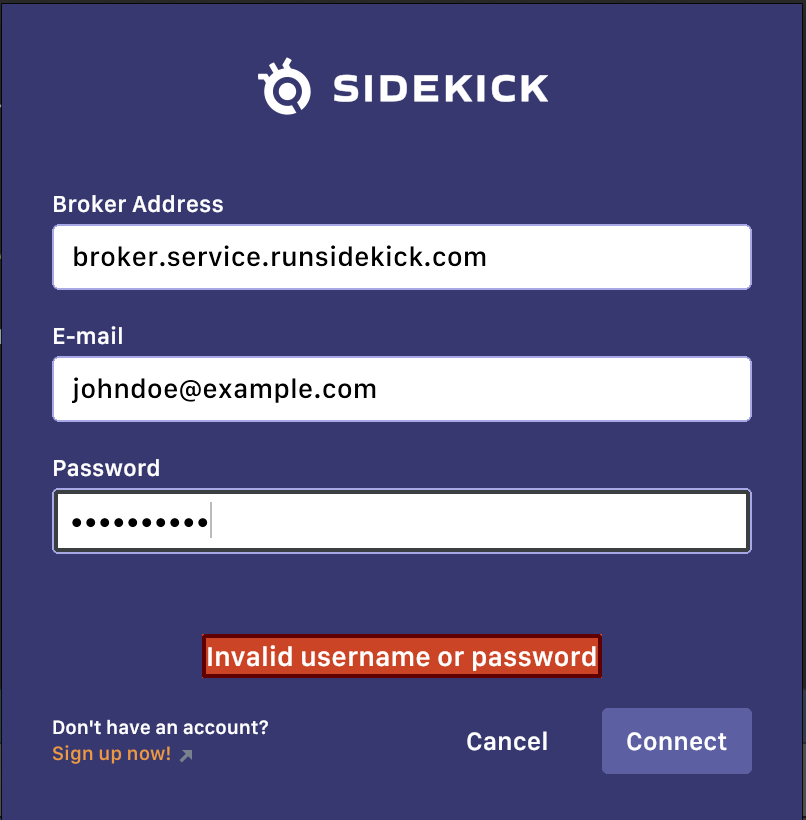 SIDEKICK
Broker Address
broker.service.runsidekick.com
E-mail
johndoe@example.com
Password
••••••••••
Invalid username or password
Don't have an account?
Sign up now!
Cancel
Connect